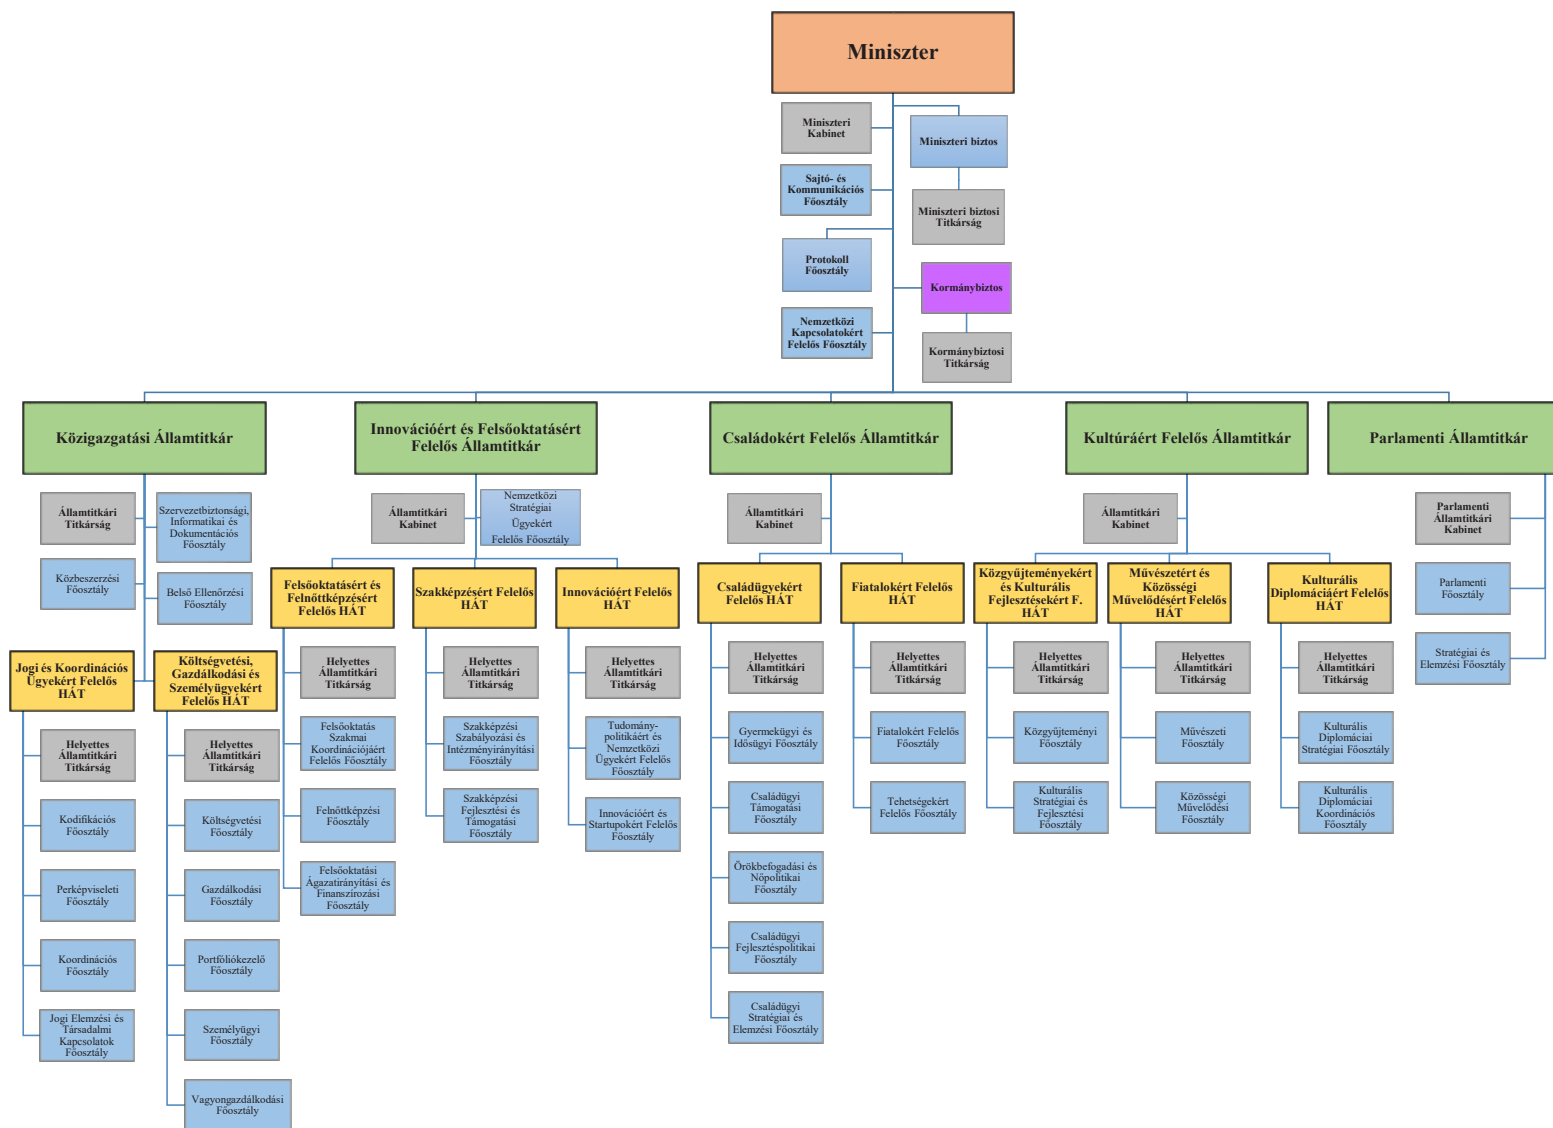 Miniszter
Miniszteri
Kabinet
Miniszteri biztos
Sajtó- és
Kommunikációs
Főosztály
Miniszteri biztosi
Titkárság
Protokoll
Főosztály
Kormánybiztos
Nemzetközi
Kapcsolatokért
Felelős Főosztály
Kormánybiztosi
Titkárság
Közigazgatási Államtitkár
Innovációért és Felsőoktatásért
Felelős Államtitkár
Családokért Felelős Államtitkár
Kultúráért Felelős Államtitkár
Parlamenti Államtitkár
Államtitkári
Titkárság
Szervezetbiztonsági,
Informatikai és
Dokumentációs
Főosztály
Közbeszerzési
Főosztály
Belső Ellenőrzési
Főosztály
Államtitkári
Kabinet
Nemzetközi
Stratégiai
Ügyekért
Felelős Főosztály
Államtitkári
Kabinet
Államtitkári
Kabinet
Parlamenti
Államtitkári
Kabinet
Parlamenti
Főosztály
Stratégiai és
Elemzési Főosztály
Jogi és Koordinációs
Ügyekért Felelős
HÁT
Helyettes
Államtitkári
Titkárság
Kodifikációs
Főosztály
Perképviseleti
Főosztály
Koordinációs
Főosztály
Jogi Elemzési és
Társadalmi
Kapcsolatok
Főosztály
Költségvetési,
Gazdálkodási és
Személyügyekért
Felelős HÁT
Helyettes
Államtitkári
Titkárság
Költségvetési
Főosztály
Gazdálkodási
Főosztály
Portfóliókezelő
Főosztály
Személyügyi
Főosztály
Vagyongazdálkodási
Főosztály
Felsőoktatásért és
Felnőttképzésért
Felelős HÁT
Helyettes
Államtitkári
Titkárság
Felsőoktatás
Szakmai
Koordinációjáért
Felelős Főosztály
Felnőttképzési
Főosztály
Felsőoktatási
Ágazatirányítási és
Finanszírozási
Főosztály
Szakképzésért Felelős
HÁT
Helyettes
Államtitkári
Titkárság
Szakképzési
Szabályozási és
Intézményirányítási
Főosztály
Szakképzési
Fejlesztési és
Támogatási
Főosztály
Innovációért Felelős
HÁT
Helyettes
Államtitkári
Titkárság
Tudomány-
politikáért és
Nemzetközi
Ügyekért Felelős
Főosztály
Innovációért és
Startupokért Felelős
Főosztály
Családügyekért
Felelős HÁT
Helyettes
Államtitkári
Titkárság
Gyermekügyi és
Idősügyi Főosztály
Családügyi
Támogatási
Főosztály
Örökbefogadási és
Nőpolitikai
Főosztály
Családügyi
Fejlesztéspolitikai
Főosztály
Családügyi
Stratégiai és
Elemzési Főosztály
Fiatalokért Felelős
HÁT
Helyettes
Államtitkári
Titkárság
Fiatalokért Felelős
Főosztály
Tehetségekért
Felelős Főosztály
Közgyűjteményekért
és Kulturális
Fejlesztésekért F.
HÁT
Helyettes
Államtitkári
Titkárság
Közgyűjteményi
Főosztály
Kulturális
Stratégiai és
Fejlesztési
Főosztály
Művészetért és
Közösségi
Művelődésért Felelős
HÁT
Helyettes
Államtitkári
Titkárság
Művészeti
Főosztály
Közösségi
Művelődési
Főosztály
Kulturális
Diplomáciáért Felelős
HÁT
Helyettes
Államtitkári
Titkárság
Kulturális
Diplomáciai
Stratégiai Főosztály
Kulturális
Diplomáciai
Koordinációs
Főosztály